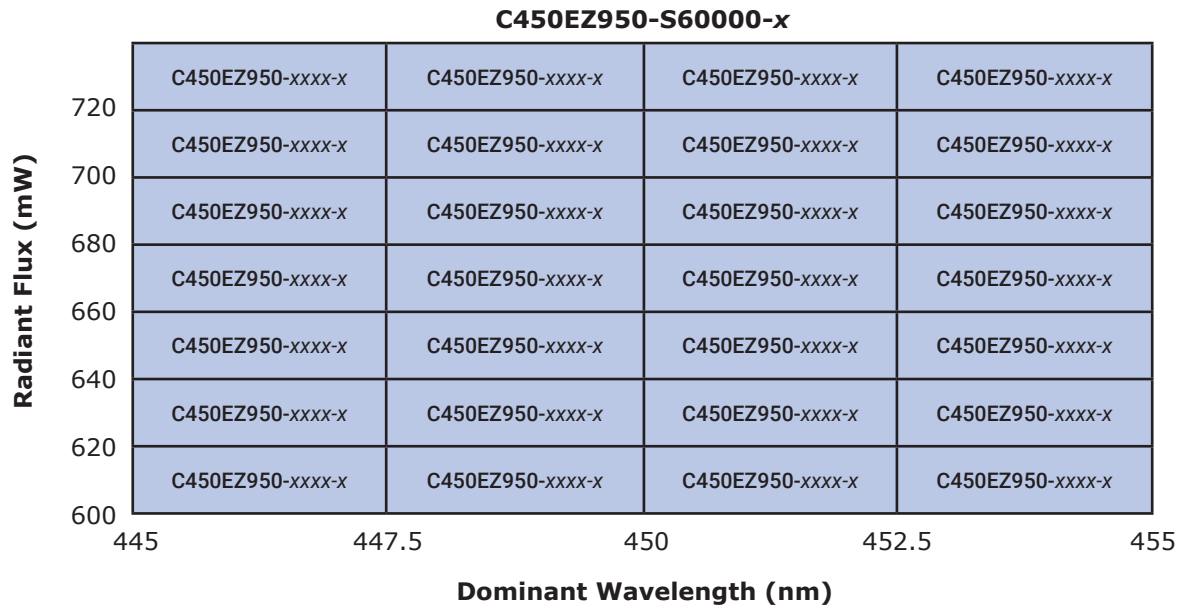 C450EZ950-S60000-x
C450EZ950-xxxx-x C450EZ950-xxxx-x C450EZ950-xxxx-x C450EZ950-xxxx-x
720
C450EZ950-xxxx-x C450EZ950-xxxx-x C450EZ950-xxxx-x C450EZ950-xxxx-x
700
C450EZ950-xxxx-x C450EZ950-xxxx-x C450EZ950-xxxx-x C450EZ950-xxxx-x
680
C450EZ950-xxxx-x C450EZ950-xxxx-x C450EZ950-xxxx-x C450EZ950-xxxx-x
660
C450EZ950-xxxx-x C450EZ950-xxxx-x C450EZ950-xxxx-x C450EZ950-xxxx-x
640
C450EZ950-xxxx-x C450EZ950-xxxx-x C450EZ950-xxxx-x C450EZ950-xxxx-x
620
C450EZ950-xxxx-x C450EZ950-xxxx-x C450EZ950-xxxx-x C450EZ950-xxxx-x
600
Radiant Flux (mW)
445 447.5 450 452.5 455
Dominant Wavelength (nm)